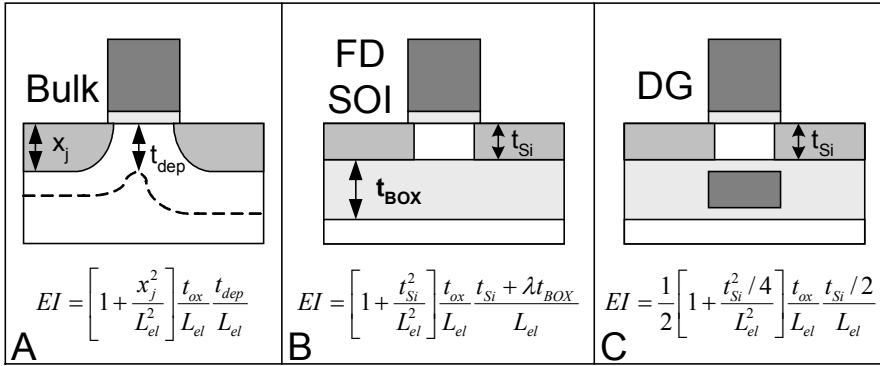 Bulk
x_j
t_dep
EI = [1 + x_j^2 / L_el^2] t_ox / L_el t_dep / L_el
A
FD
SOI
t_Si
t_BOX
EI = [1 + t_Si^2 / L_el^2] t_ox / L_el t_Si + λt_BOX / L_el
B
DG
t_Si
EI = 1/2 [1 + t_Si^2 /4 / L_el^2] t_ox / L_el t_Si /2 / L_el
C